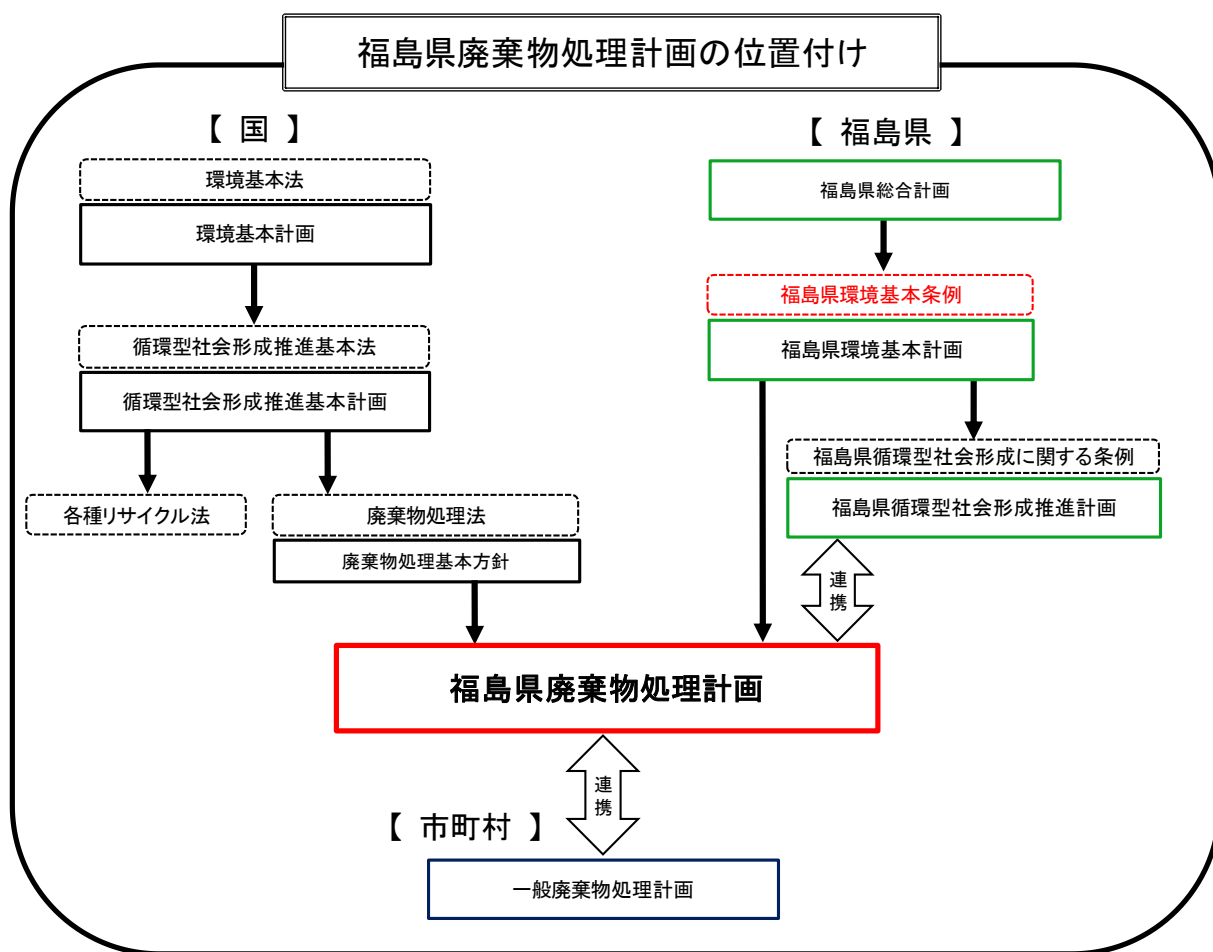 福島県廃棄物処理計画の位置付け
【 国 】
環境基本法
環境基本計画
循環型社会形成推進基本法
循環型社会形成推進基本計画
各種リサイクル法
廃棄物処理法
廃棄物処理基本方針
【 福島県 】
福島県総合計画
福島県環境基本条例
福島県環境基本計画
福島県循環型社会形成に関する条例
福島県循環型社会形成推進計画
連携
福島県廃棄物処理計画
連携
【 市町村 】
一般廃棄物処理計画